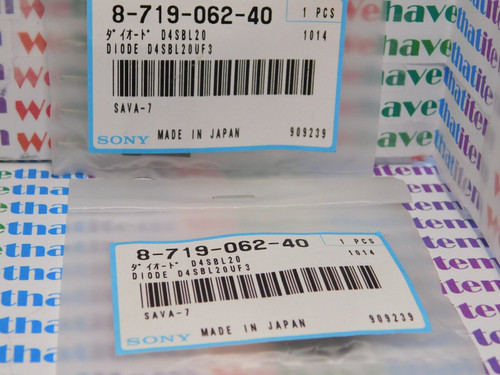 8-719-062-40 1 PCS
ﾀﾞｲｵｰﾄﾞ D4SBL20 1014
DIODE D4SBL20UF3
SAVA-7
SONY MADE IN JAPAN 909239
8-719-062-40 1 PCS
ﾀﾞｲｵｰﾄﾞ D4SBL20 1014
DIODE D4SBL20UF3
SAVA-7
SONY MADE IN JAPAN 909239